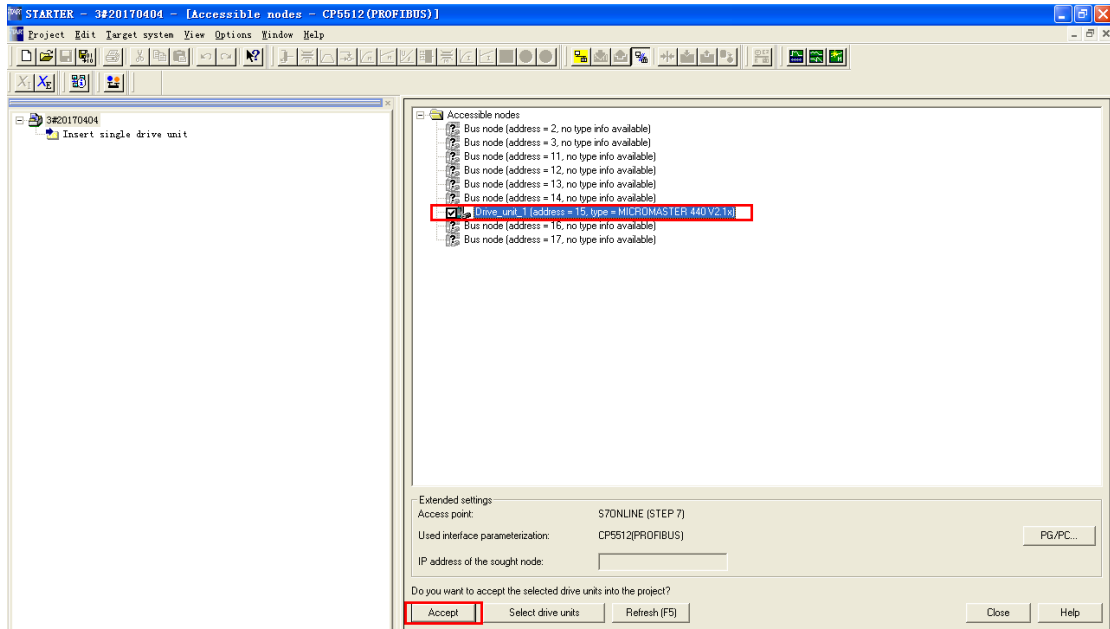 STARTER - 3#20170404 - [Accessible nodes - CP5512(PROFIBUS)]
Project Edit Target system View Options Window Help
3#20170404
Insert single drive unit
Accessible nodes
Bus node (address = 2, no type info available)
Bus node (address = 3, no type info available)
Bus node (address = 11, no type info available)
Bus node (address = 12, no type info available)
Bus node (address = 13, no type info available)
Bus node (address = 14, no type info available)
Drive_unit_1 (address = 15, type = MICROMASTER 440 V2.1x)
Bus node (address = 16, no type info available)
Bus node (address = 17, no type info available)
Extended settings
Access point: S7ONLINE (STEP 7)
Used interface parameterization: CP5512(PROFIBUS) PG/PC...
IP address of the sought node:
Do you want to accept the selected drive units into the project?
Accept Select drive units Refresh (F5) Close Help